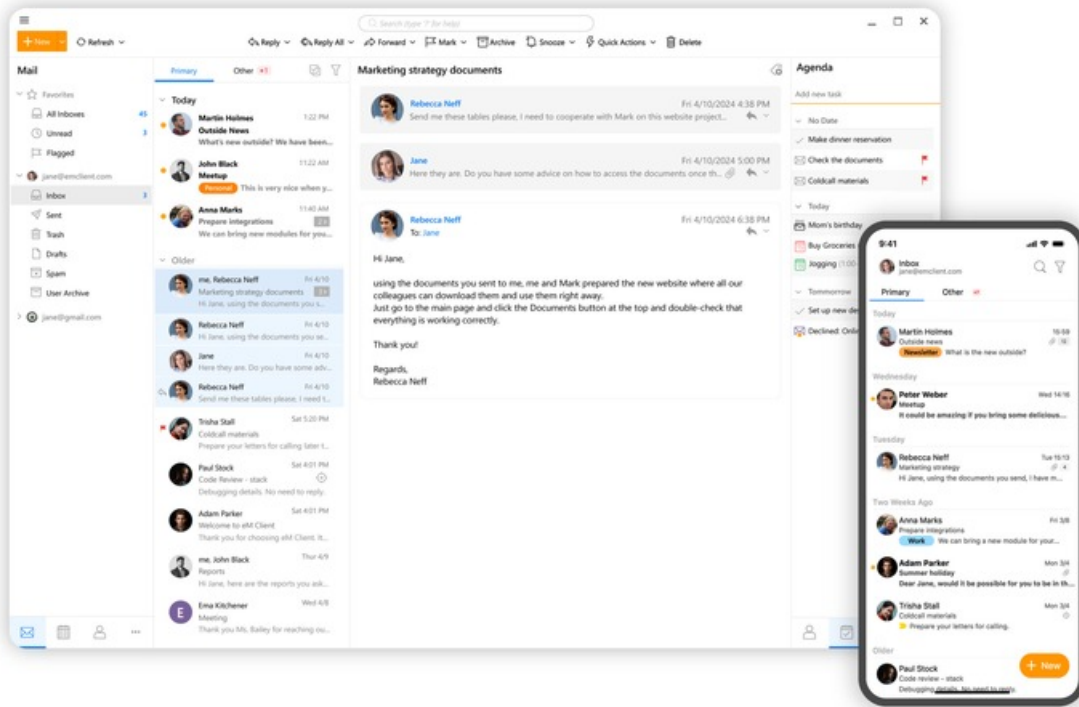 Search (type ? for help)
+ New
Refresh
Reply
Reply All
Forward
Mark
Archive
Snooze
Quick Actions
Delete
Mail
Favorites
All Inboxes 45
Unread 3
Flagged
jane@emclient.com
Inbox 3
Sent
Trash
Drafts
Spam
User Archive
jane@gmail.com
Primary
Other +1
Today
Martin Holmes 1:22 PM
Outside News
What's new outside? We have been...
John Black 11:22 AM
Meetup
Personal This is very nice when y...
Anna Marks 11:40 AM
Prepare integrations
We can bring new modules for you...
Older
me, Rebecca Neff Fri 4/10
Marketing strategy documents
Hi Jane, using the documents you s...
Rebecca Neff Fri 4/10
Hi Jane, using the documents you se...
Jane Fri 4/10
Here they are. Do you have some adv...
Rebecca Neff Fri 4/10
Send me these tables please, I need t...
Trisha Stall Sat 5:20 PM
Coldcall materials
Prepare your letters for calling later t...
Paul Stock Sat 4:01 PM
Code Review - stack
Debugging details. No need to reply.
Adam Parker Sat 4:01 PM
Welcome to eM Client
Thank you for choosing eM Client. It...
me, John Black Thur 4/9
Reports
Hi Jane, here are the reports you ask...
E
Ema Kitchener Wed 4/8
Meeting
Thank you Ms. Bailey for reaching ou...
Marketing strategy documents
Rebecca Neff Fri 4/10/2024 4:38 PM
Send me these tables please, I need to cooperate with Mark on this website project...
Jane Fri 4/10/2024 5:00 PM
Here they are. Do you have some advice on how to access the documents once th...
Rebecca Neff Fri 4/10/2024 6:38 PM
To: Jane
Hi Jane,
using the documents you sent to me, me and Mark prepared the new website where all our
colleagues can download them and use them right away.
Just go to the main page and click the Documents button at the top and double-check that
everything is working correctly.
Thank you!
Regards,
Rebecca Neff
Agenda
Add new task
No Date
Make dinner reservation
Check the documents
Coldcall materials
Today
Mom's birthday
Buy Groceries
Jogging (1:00
Tommorrow
Set up new de
Declined: Onli
9:41
Inbox
jane@emclient.com
Primary
Other
Today
Martin Holmes 15:59
Outside news
Newsletter What is the new outside?
Wednesday
Peter Weber Wed 14:16
Meetup
It could be amazing if you bring some delicious...
Tuesday
Rebecca Neff Tue 15:13
Marketing strategy 4
Hi Jane, using the documents you send, I have m...
Two Weeks Ago
Anna Marks Fri 3/8
Prepare integrations
Work We can bring a new module for your...
Adam Parker Mon 3/4
Summer holiday
Dear Jane, would it be possible for you to be in th...
Trisha Stall Mon 3/4
Coldcall materials
Prepare your letters for calling.
Older
Paul Stock
Code review - stack
Debugging details. No need to reply.
+ New